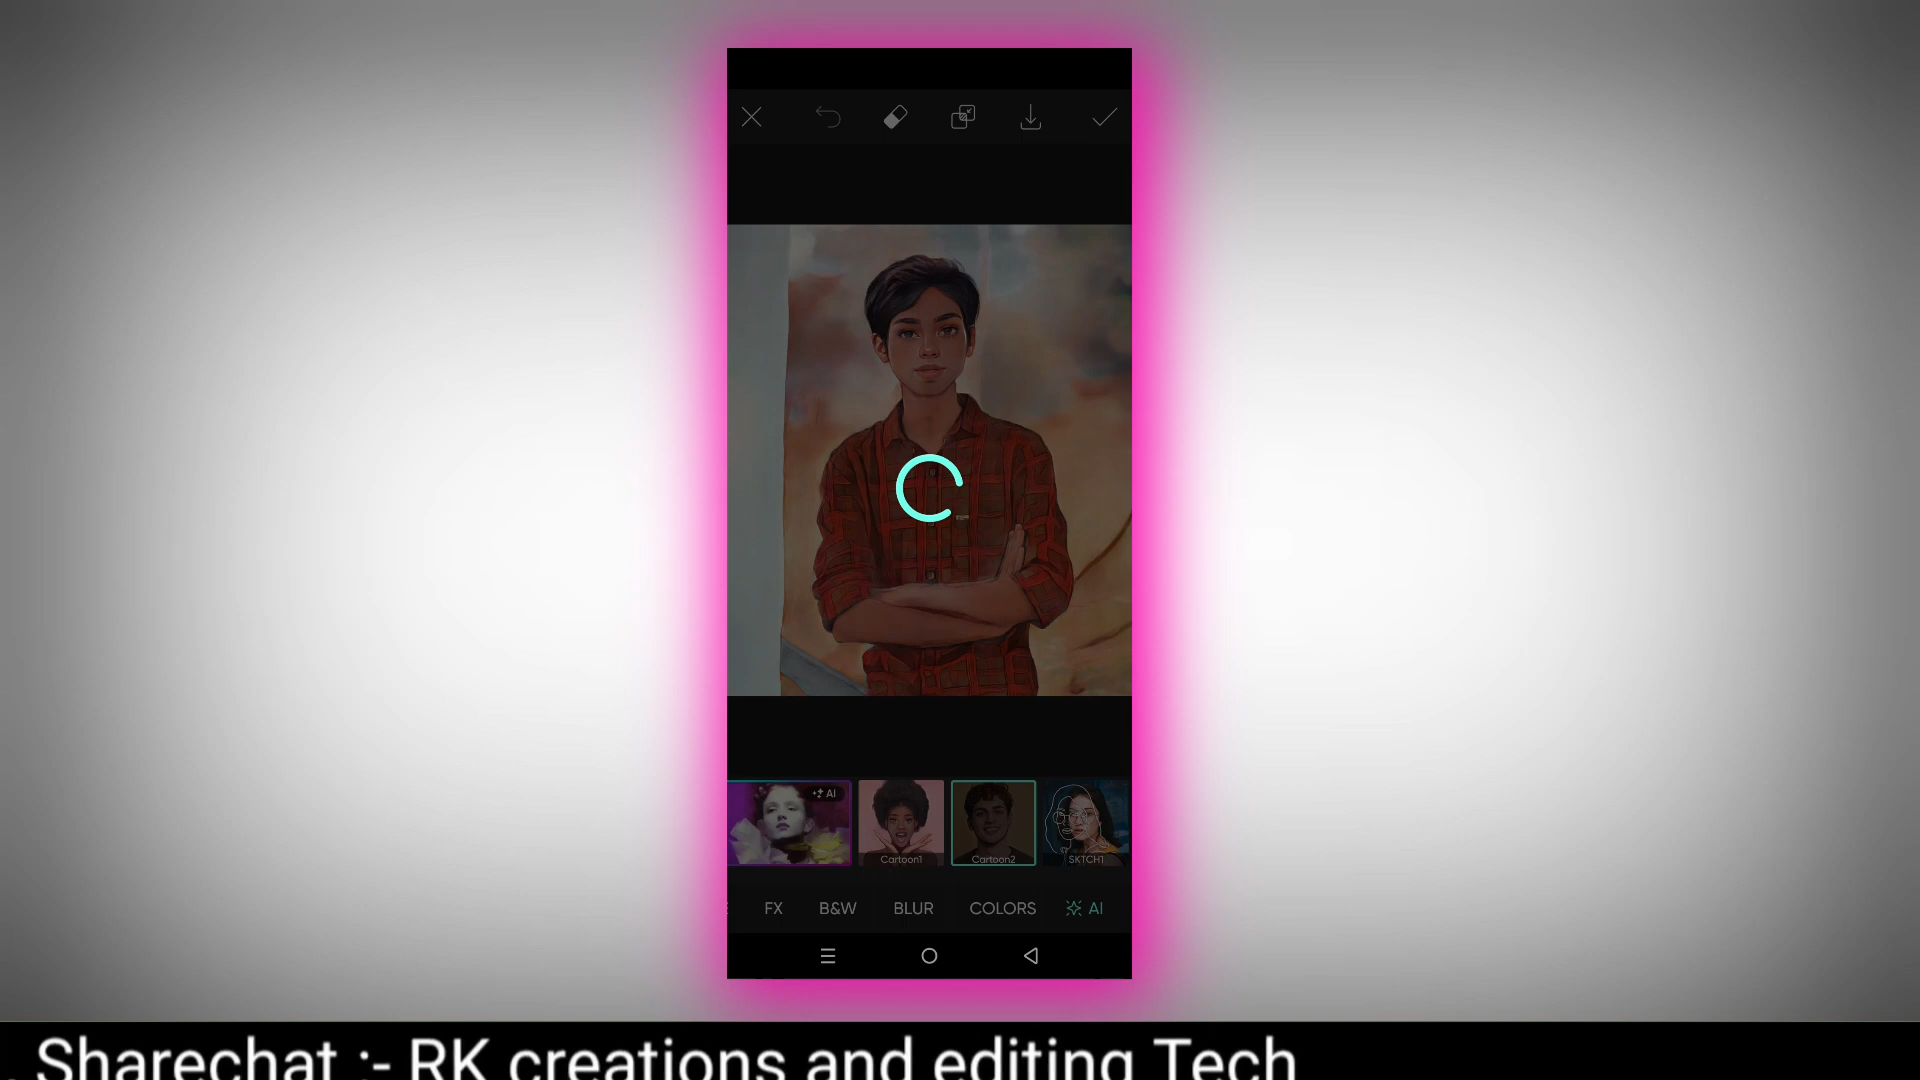 AI
Cartoon1
Cartoon2
SKTCH1
FX
B&W
BLUR
COLORS
AI
. Sharechat :- RK creations and editing Tech